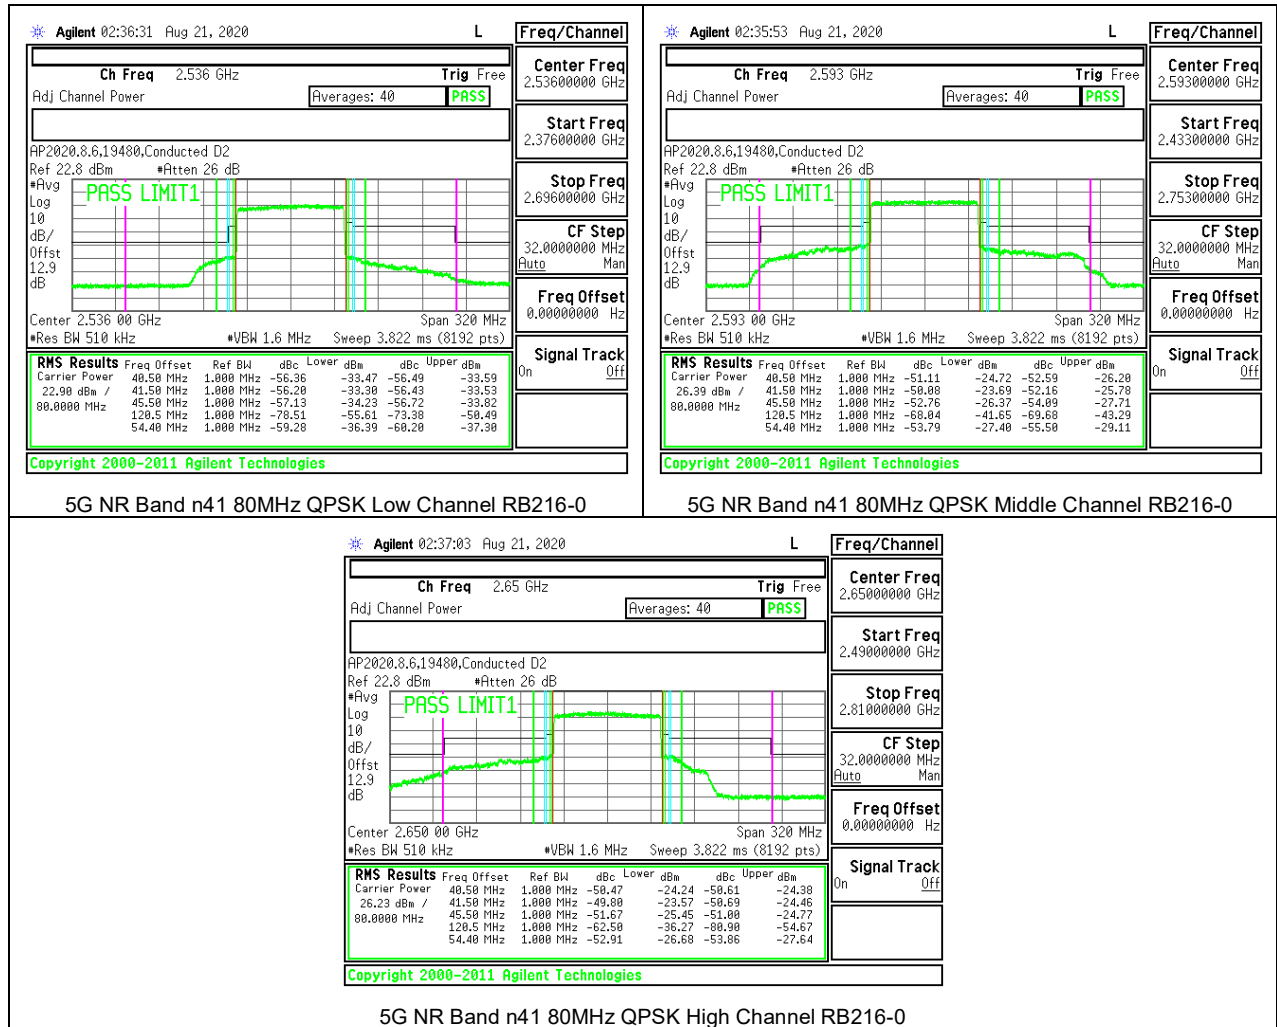 Agilent 02:36:31 Aug 21, 2020 L Freq/Channel
Ch Freq 2.536 GHz Trig Free
Adj Channel Power Averages: 40 PASS
AP2020.8.6,19480,Conducted D2
Ref 22.8 dBm #Atten 26 dB
#Avg
Log
10
dB/
Offst
12.9
dB
PASS LIMIT1
Center 2.536 00 GHz Span 320 MHz
#Res BW 510 kHz #VBW 1.6 MHz Sweep 3.822 ms (8192 pts)
RMS Results Freq Offset Ref BW dBc Lower dBm dBc Upper dBm
Carrier Power 40.50 MHz 1.000 MHz -56.36 -33.47 -56.49 -33.59
22.90 dBm / 41.50 MHz 1.000 MHz -56.20 -33.30 -56.43 -33.53
80.0000 MHz 45.50 MHz 1.000 MHz -57.13 -34.23 -56.72 -33.82
120.5 MHz 1.000 MHz -78.51 -55.61 -73.38 -50.49
54.40 MHz 1.000 MHz -59.28 -36.39 -60.20 -37.30
Copyright 2000-2011 Agilent Technologies
Center Freq
2.53600000 GHz
Start Freq
2.37600000 GHz
Stop Freq
2.69600000 GHz
CF Step
32.0000000 MHz
Auto Man
Freq Offset
0.00000000 Hz
Signal Track
On Off
5G NR Band n41 80MHz QPSK Low Channel RB216-0
Agilent 02:35:53 Aug 21, 2020 L Freq/Channel
Ch Freq 2.593 GHz Trig Free
Adj Channel Power Averages: 40 PASS
AP2020.8.6,19480,Conducted D2
Ref 22.8 dBm #Atten 26 dB
#Avg
Log
10
dB/
Offst
12.9
dB
PASS LIMIT1
Center 2.593 00 GHz Span 320 MHz
#Res BW 510 kHz #VBW 1.6 MHz Sweep 3.822 ms (8192 pts)
RMS Results Freq Offset Ref BW dBc Lower dBm dBc Upper dBm
Carrier Power 40.50 MHz 1.000 MHz -51.11 -24.72 -52.59 -26.20
26.39 dBm / 41.50 MHz 1.000 MHz -50.08 -23.69 -52.16 -25.78
80.0000 MHz 45.50 MHz 1.000 MHz -52.76 -26.37 -54.09 -27.71
120.5 MHz 1.000 MHz -68.04 -41.65 -69.68 -43.29
54.40 MHz 1.000 MHz -53.79 -27.40 -55.50 -29.11
Copyright 2000-2011 Agilent Technologies
Center Freq
2.59300000 GHz
Start Freq
2.43300000 GHz
Stop Freq
2.75300000 GHz
CF Step
32.0000000 MHz
Auto Man
Freq Offset
0.00000000 Hz
Signal Track
On Off
5G NR Band n41 80MHz QPSK Middle Channel RB216-0
Agilent 02:37:03 Aug 21, 2020 L Freq/Channel
Ch Freq 2.65 GHz Trig Free
Adj Channel Power Averages: 40 PASS
AP2020.8.6,19480,Conducted D2
Ref 22.8 dBm #Atten 26 dB
#Avg
Log
10
dB/
Offst
12.9
dB
PASS LIMIT1
Center 2.650 00 GHz Span 320 MHz
#Res BW 510 kHz #VBW 1.6 MHz Sweep 3.822 ms (8192 pts)
RMS Results Freq Offset Ref BW dBc Lower dBm dBc Upper dBm
Carrier Power 40.50 MHz 1.000 MHz -50.47 -24.24 -50.61 -24.38
26.23 dBm / 41.50 MHz 1.000 MHz -49.80 -23.57 -50.69 -24.46
80.0000 MHz 45.50 MHz 1.000 MHz -51.67 -25.45 -51.00 -24.77
120.5 MHz 1.000 MHz -62.50 -36.27 -80.90 -54.67
54.40 MHz 1.000 MHz -52.91 -26.68 -53.86 -27.64
Copyright 2000-2011 Agilent Technologies
Center Freq
2.65000000 GHz
Start Freq
2.49000000 GHz
Stop Freq
2.81000000 GHz
CF Step
32.0000000 MHz
Auto Man
Freq Offset
0.00000000 Hz
Signal Track
On Off
5G NR Band n41 80MHz QPSK High Channel RB216-0